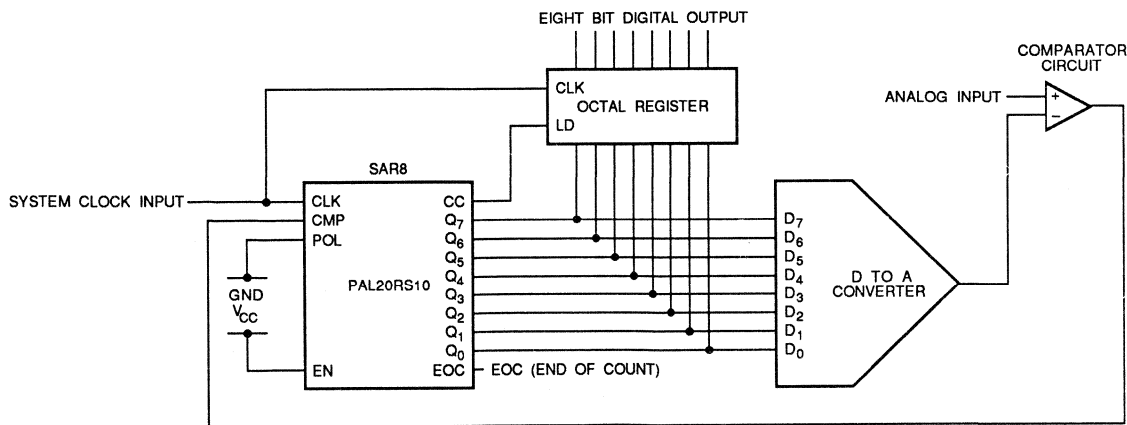 EIGHT BIT DIGITAL OUTPUT
COMPARATOR
CIRCUIT
CLK
OCTAL REGISTER
LD
ANALOG INPUT
+
−
SAR8
SYSTEM CLOCK INPUT
CLK
CMP
POL
PAL20RS10
EN
GND
VCC
CC
Q7
Q6
Q5
Q4
Q3
Q2
Q1
Q0
EOC
EOC (END OF COUNT)
D7
D6
D5
D4
D3
D2
D1
D0
D TO A
CONVERTER